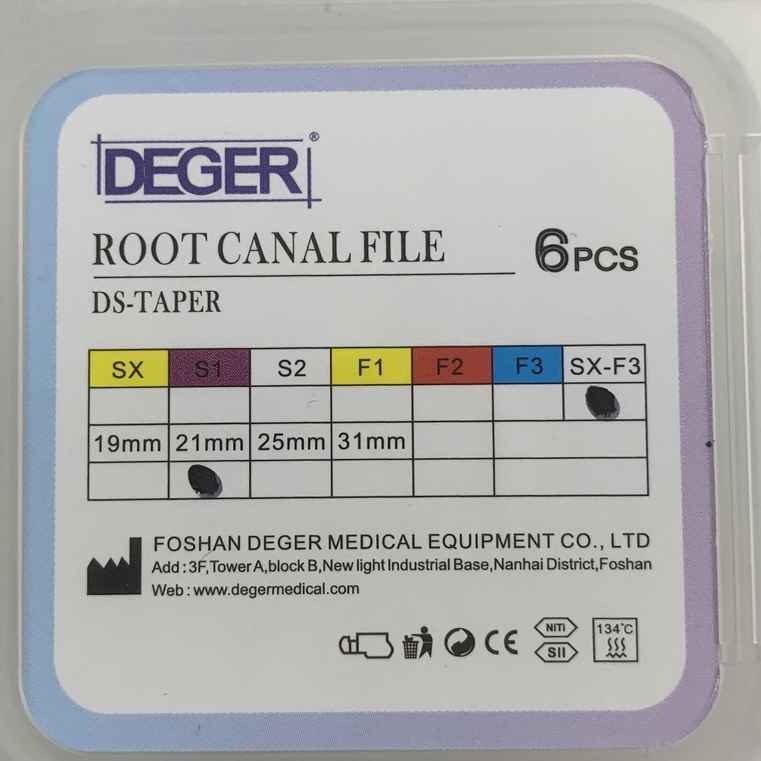 DEGER®
ROOT CANAL FILE
6PCS
DS-TAPER
SX S1 S2 F1 F2 F3 SX-F3
19mm 21mm 25mm 31mm
FOSHAN DEGER MEDICAL EQUIPMENT CO., LTD
Add : 3F,Tower A,block B,New light Industrial Base,Nanhai District,Foshan
Web : www.degermedical.com
CE
NiTi
SII
134°C